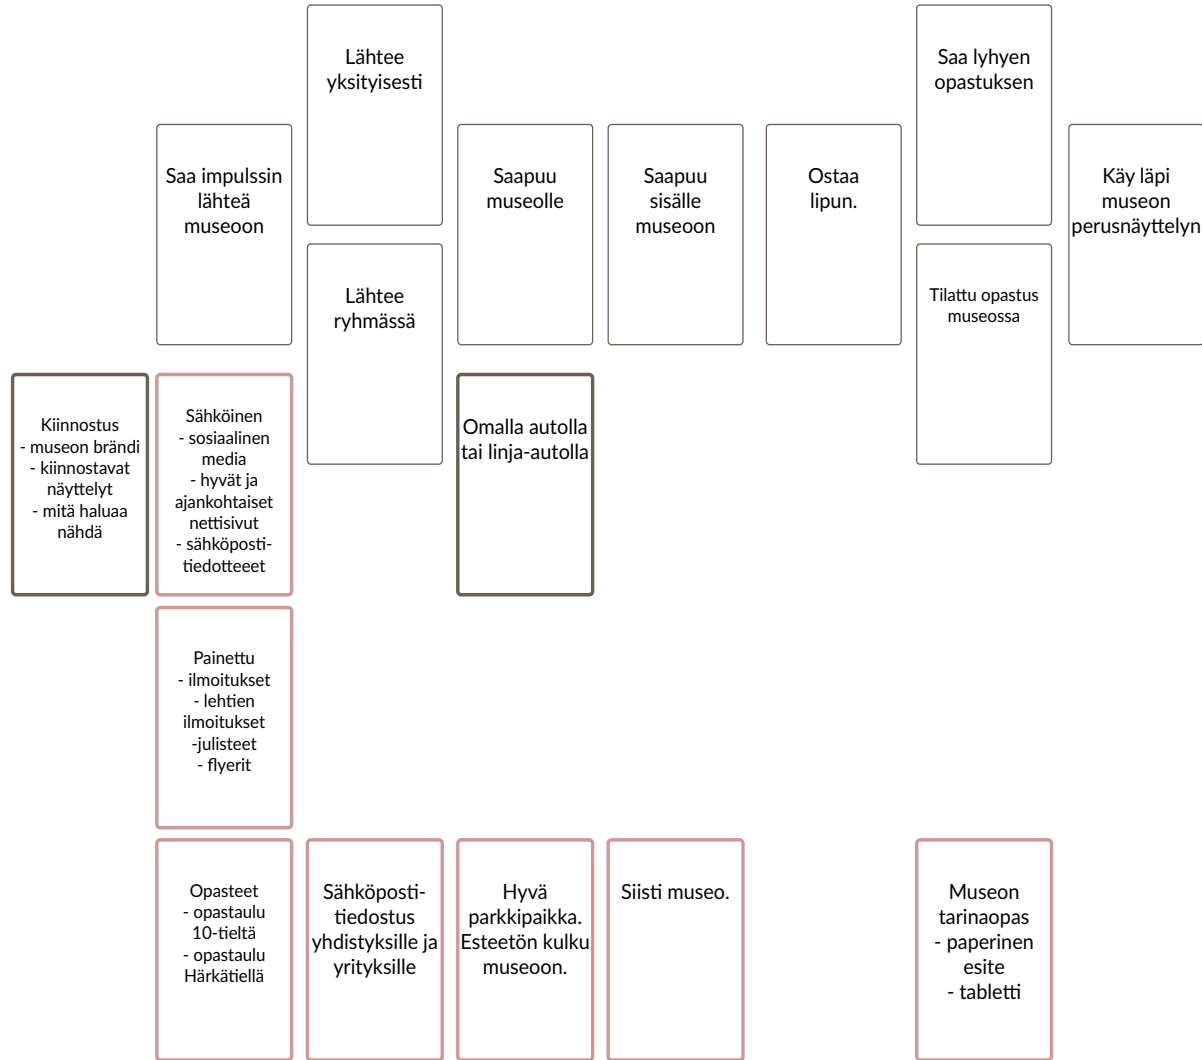 Lähtee
yksityisesti
Saa lyhyen
opastuksen
Saa impulssin
lähteä
museoon
Saapuu
museolle
Saapuu
sisälle
museoon
Ostaa
lipun.
Käy läpi
museon
perusnäyttelyn
Lähtee
ryhmässä
Tilattu opastus
museossa
Kiinnostus
- museon brändi
- kiinnostavat
näyttelyt
- mitä haluaa
nähdä
Sähköinen
- sosiaalinen
media
- hyvät ja
ajankohtaiset
nettisivut
- sähköposti-
tiedotteeet
Omalla autolla
tai linja-autolla
Painettu
- ilmoitukset
- lehtien
ilmoitukset
-julisteet
- flyerit
Opasteet
- opastaulu
10-tieltä
- opastaulu
Härkätiellä
Sähköposti-
tiedostus
yhdistyksille ja
yrityksille
Hyvä
parkkipaikka.
Esteetön kulku
museoon.
Siisti museo.
Museon
tarinaopas
- paperinen
esite
- tabletti